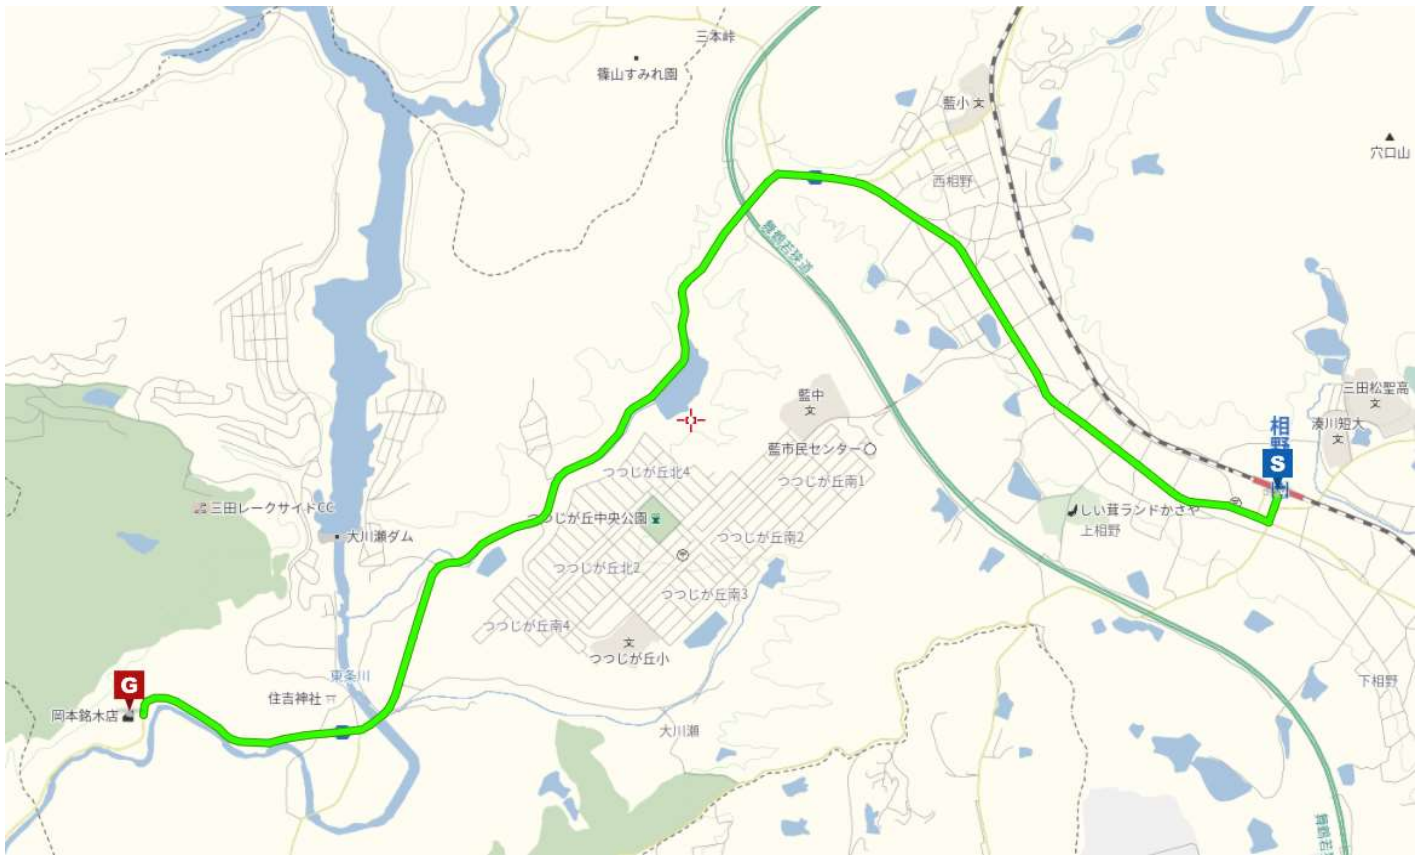 三本峠
篠山すみれ園
藍小
文
穴口山
西相野
舞鶴若狭道
三田松聖高
文
湊川短大
文
藍中
文
相野
S
藍市民センター
つつじが丘北4
つつじが丘南1
三田レークサイドCC
つつじが丘中央公園
しい茸ランドかさや
上相野
大川瀬ダム
つつじが丘南2
つつじが丘北2
つつじが丘南3
つつじが丘南4
文
つつじが丘小
東条川
下相野
G
住吉神社
岡本銘木店
大川瀬
舞鶴若